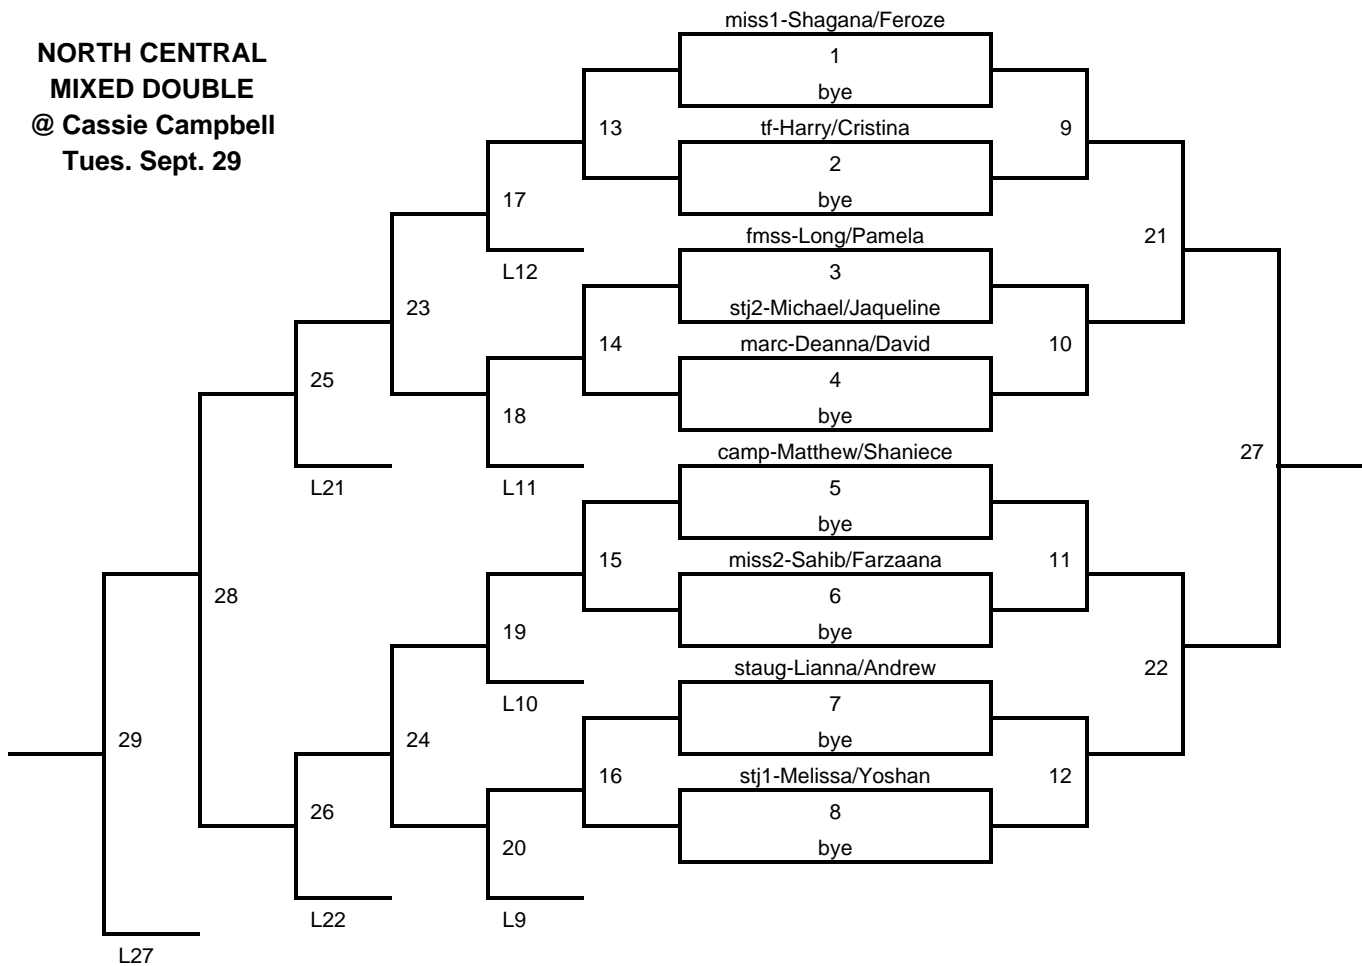 miss1-Shagana/Feroze
NORTH CENTRAL
MIXED DOUBLE
@ Cassie Campbell
Tues. Sept. 29
1
bye
13
tf-Harry/Cristina
9
2
17
bye
fmss-Long/Pamela
21
L12
3
23
stj2-Michael/Jaqueline
14
marc-Deanna/David
10
25
4
18
bye
camp-Matthew/Shaniece
27
L21
L11
5
bye
15
miss2-Sahib/Farzaana
11
28
6
19
bye
staug-Lianna/Andrew
22
L10
7
29
24
bye
16
stj1-Melissa/Yoshan
12
26
8
20
bye
L22
L9
L27